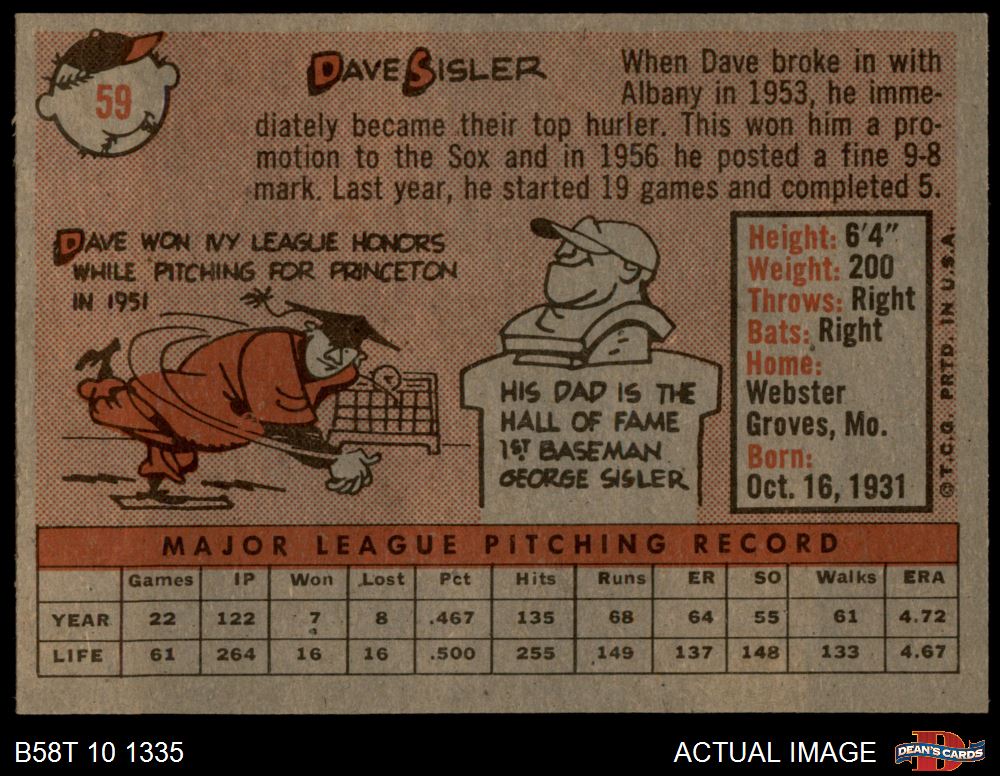 59
DAVE SISLER
When Dave broke in with
Albany in 1953, he imme-
diately became their top hurler. This won him a pro-
motion to the Sox and in 1956 he posted a fine 9-8
mark. Last year, he started 19 games and completed 5.
DAVE WON IVY LEAGUE HONORS
WHILE PITCHING FOR PRINCETON
IN 1951
HIS DAD IS THE
HALL OF FAME
1ST BASEMAN
GEORGE SISLER
Height: 6'4"
Weight: 200
Throws: Right
Bats: Right
Home:
Webster
Groves, Mo.
Born:
Oct. 16, 1931
© T.C.G. PRTD. IN U.S.A.
MAJOR LEAGUE PITCHING RECORD
Games IP Won Lost Pct Hits Runs ER SO Walks ERA
YEAR 22 122 7 8 .467 135 68 64 55 61 4.72
LIFE 61 264 16 16 .500 255 149 137 148 133 4.67
B58T 10 1335
ACTUAL IMAGE
DEAN'S CARDS